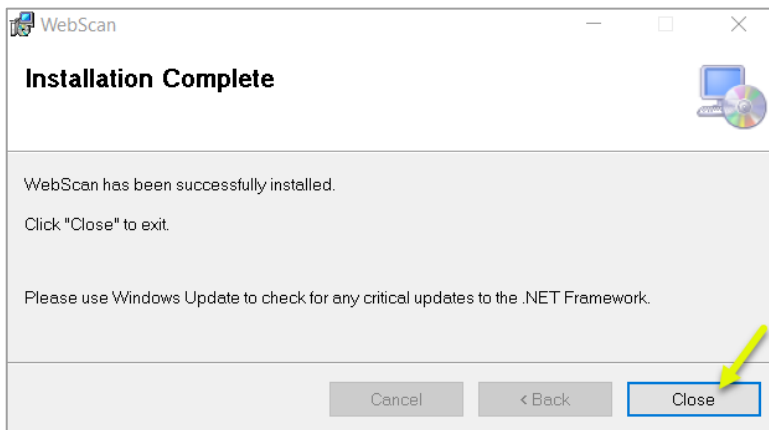 WebScan
Installation Complete
WebScan has been successfully installed.
Click "Close" to exit.
Please use Windows Update to check for any critical updates to the .NET Framework.
Cancel
< Back
Close